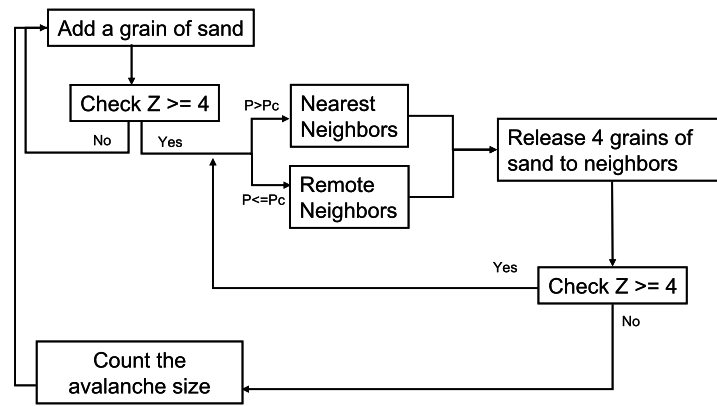 Add a grain of sand
Check Z >= 4
No
Yes
P>Pc
Nearest
Neighbors
P<=Pc
Remote
Neighbors
Release 4 grains of
sand to neighbors
Yes
Check Z >= 4
No
Count the
avalanche size